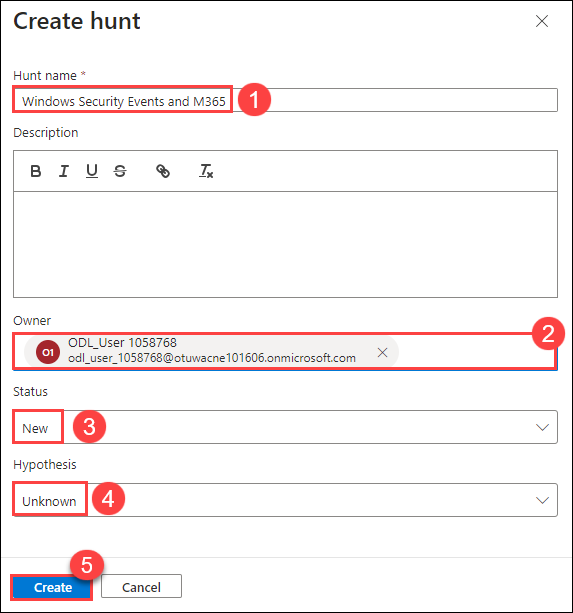 Create hunt
Hunt name *
Windows Security Events and M365
1
Description
B I U S
Owner
2
O1
ODL_User 1058768
odl_user_1058768@otuwacne101606.onmicrosoft.com
Status
New
3
Hypothesis
Unknown
4
5
Create Cancel